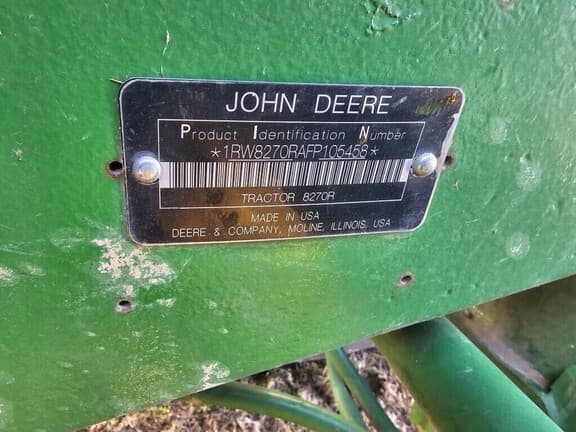 JOHN DEERE
Product Identification Number
*1RW8270RAFP105458*
TRACTOR 8270R
MADE IN USA
DEERE & COMPANY, MOLINE, ILLINOIS, USA